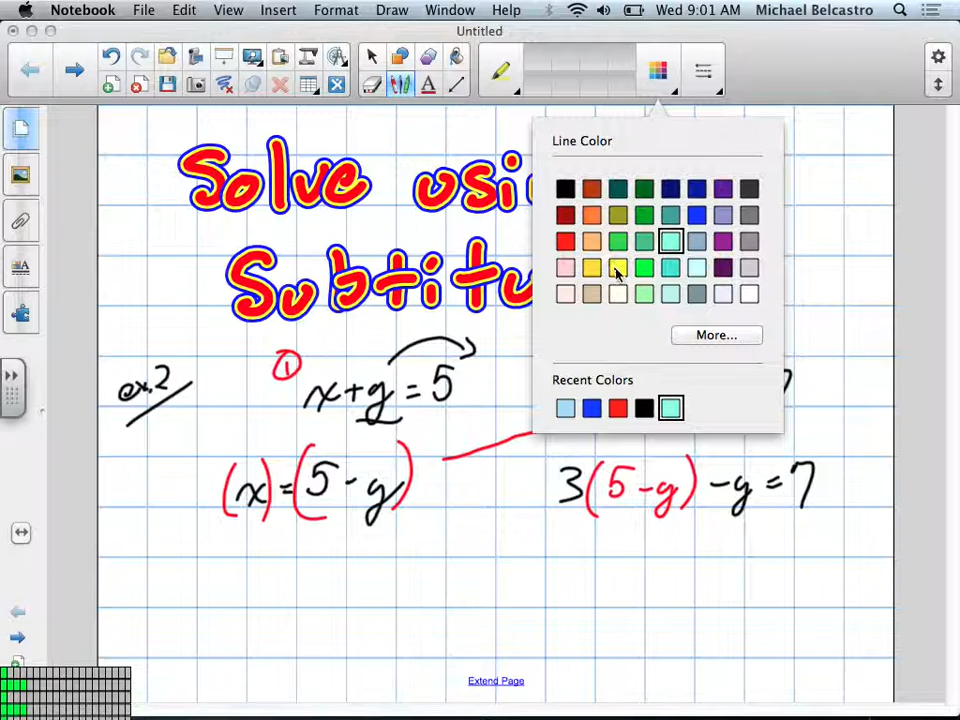 Notebook File Edit View Insert Format Draw Window Help Wed 9:01 AM Michael Belcastro
Untitled
A
Line Color
Solve usi
Substitu
More...
Recent Colors
ex.2 ① x+y=5
(x)=(5-y) 3(5-y)-y=7
Extend Page